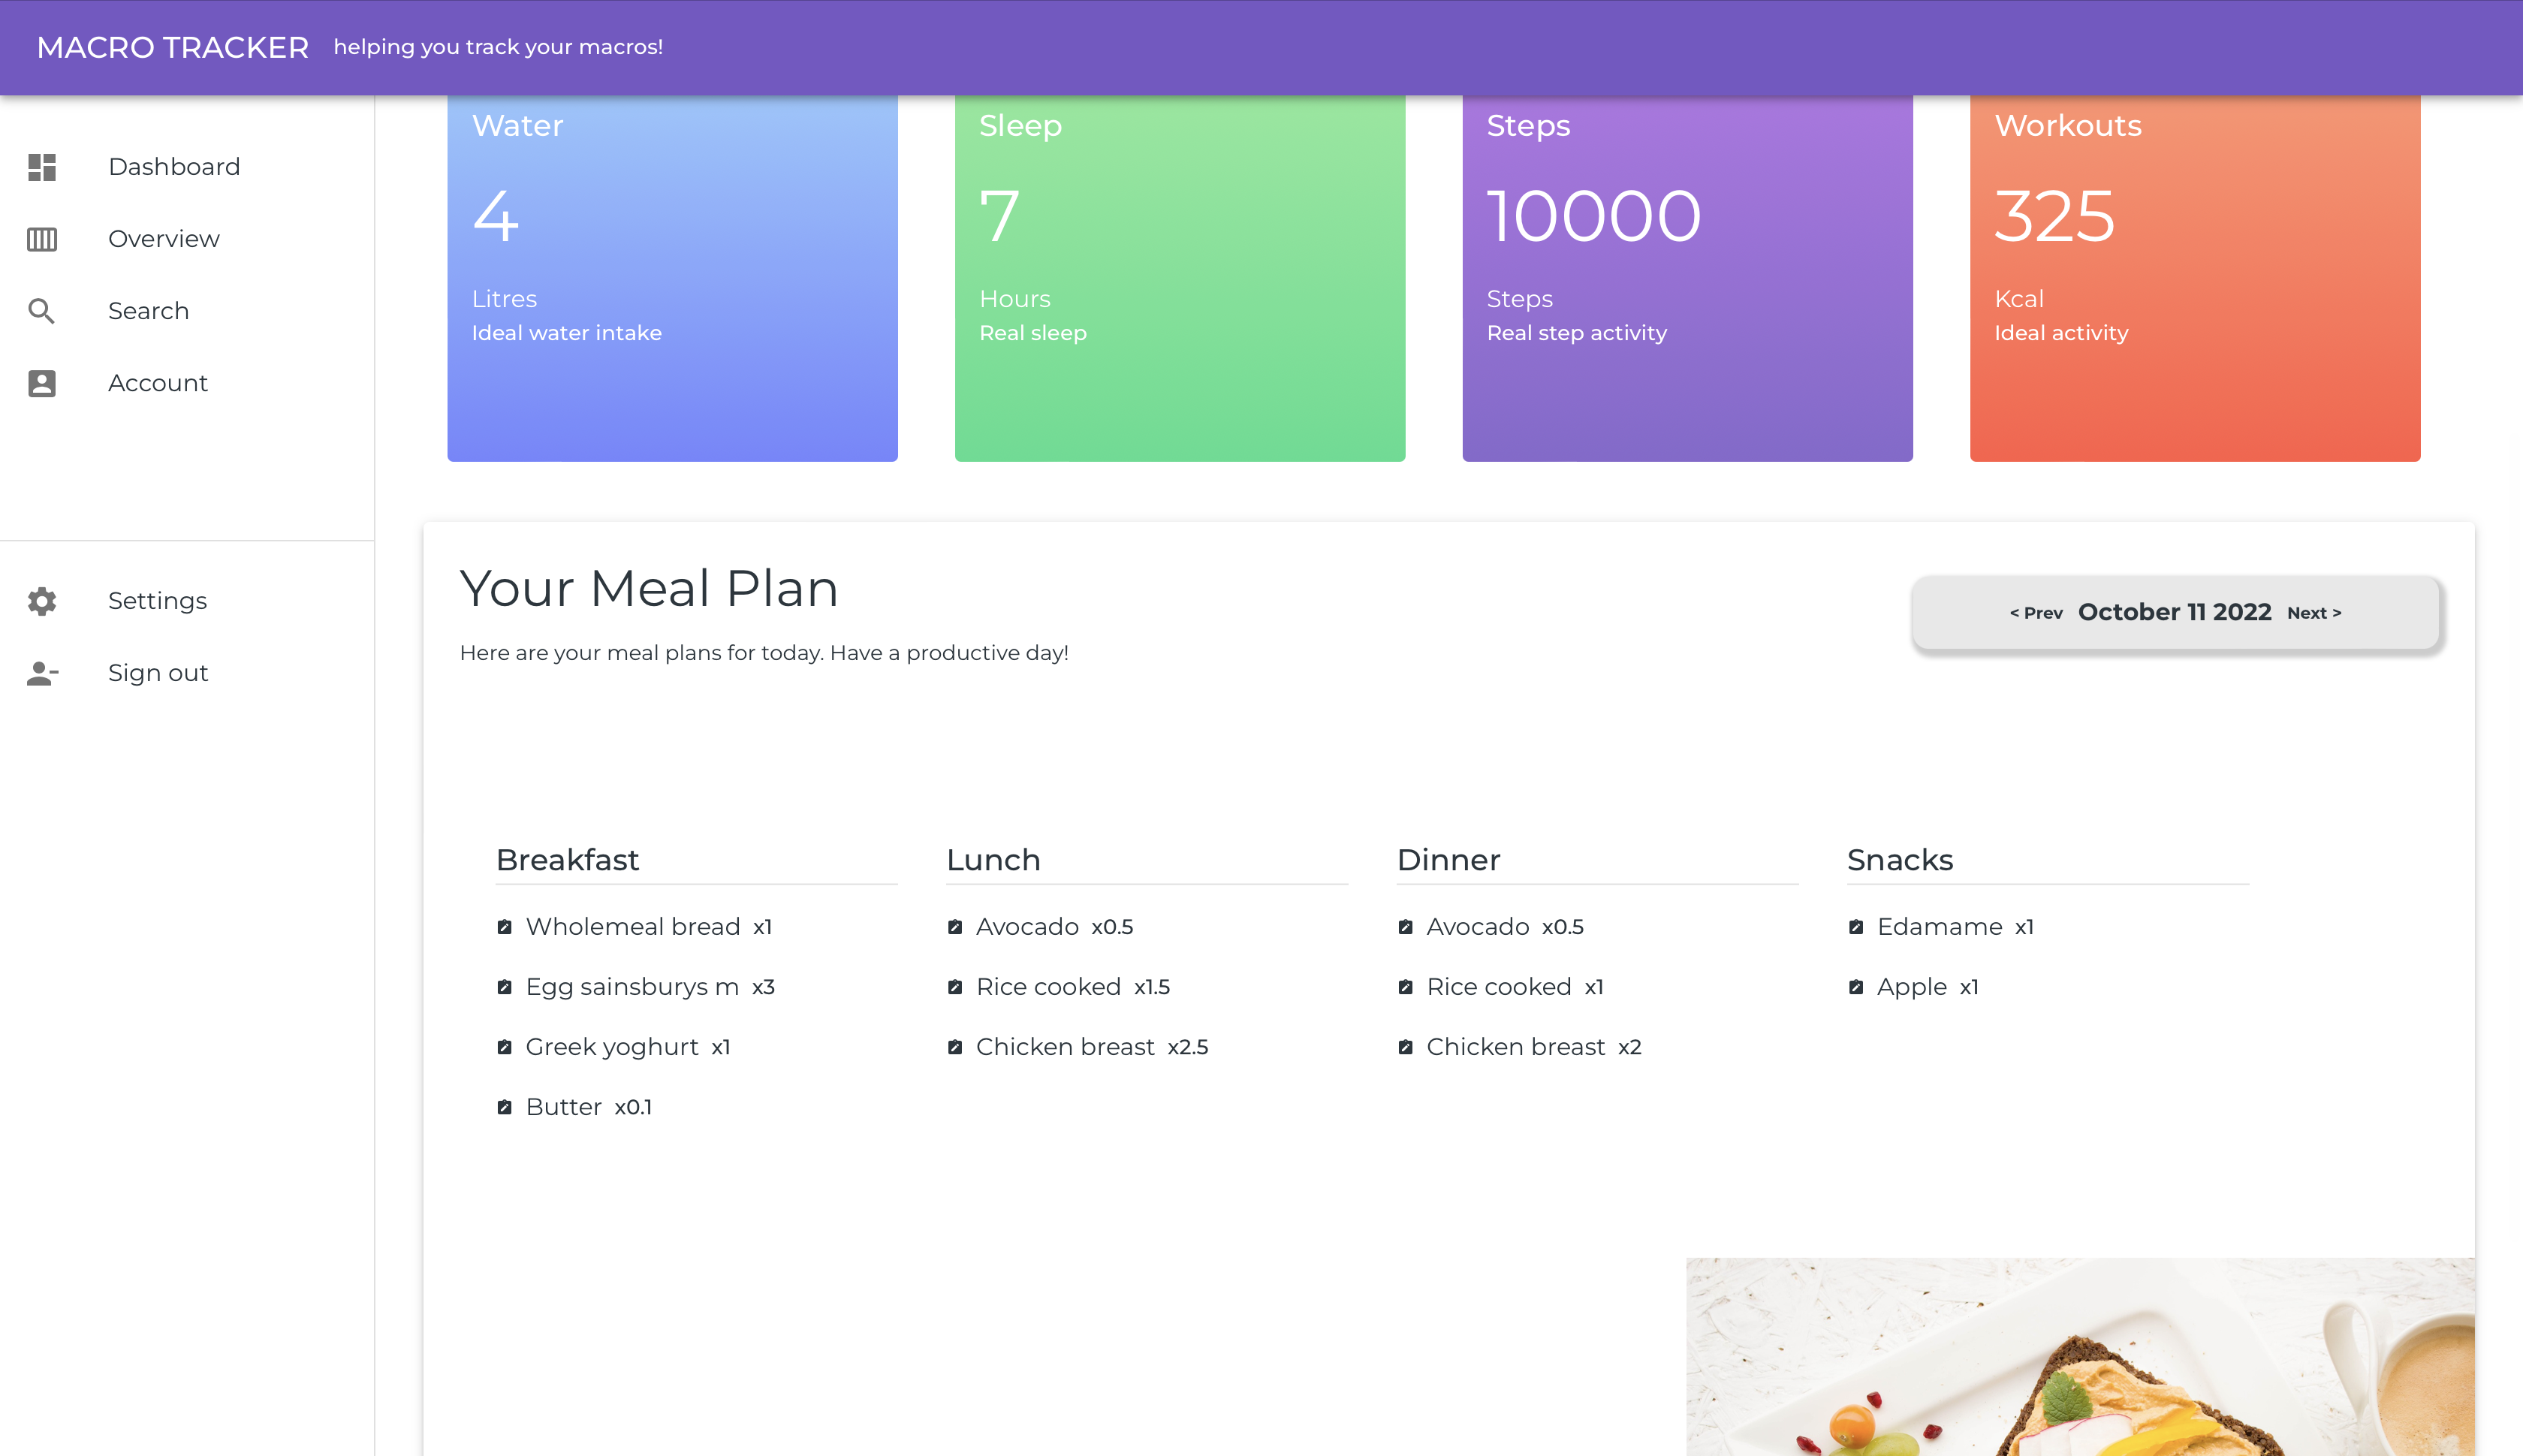 MACRO TRACKER helping you track your macros!
Dashboard
Overview
Search
Account
Settings
Sign out
Water
4
Litres
Ideal water intake
Sleep
7
Hours
Real sleep
Steps
10000
Steps
Real step activity
Workouts
325
Kcal
Ideal activity
Your Meal Plan
Here are your meal plans for today. Have a productive day!
< Prev October 11 2022 Next >
Breakfast
Wholemeal bread x1
Egg sainsburys m x3
Greek yoghurt x1
Butter x0.1
Lunch
Avocado x0.5
Rice cooked x1.5
Chicken breast x2.5
Dinner
Avocado x0.5
Rice cooked x1
Chicken breast x2
Snacks
Edamame x1
Apple x1